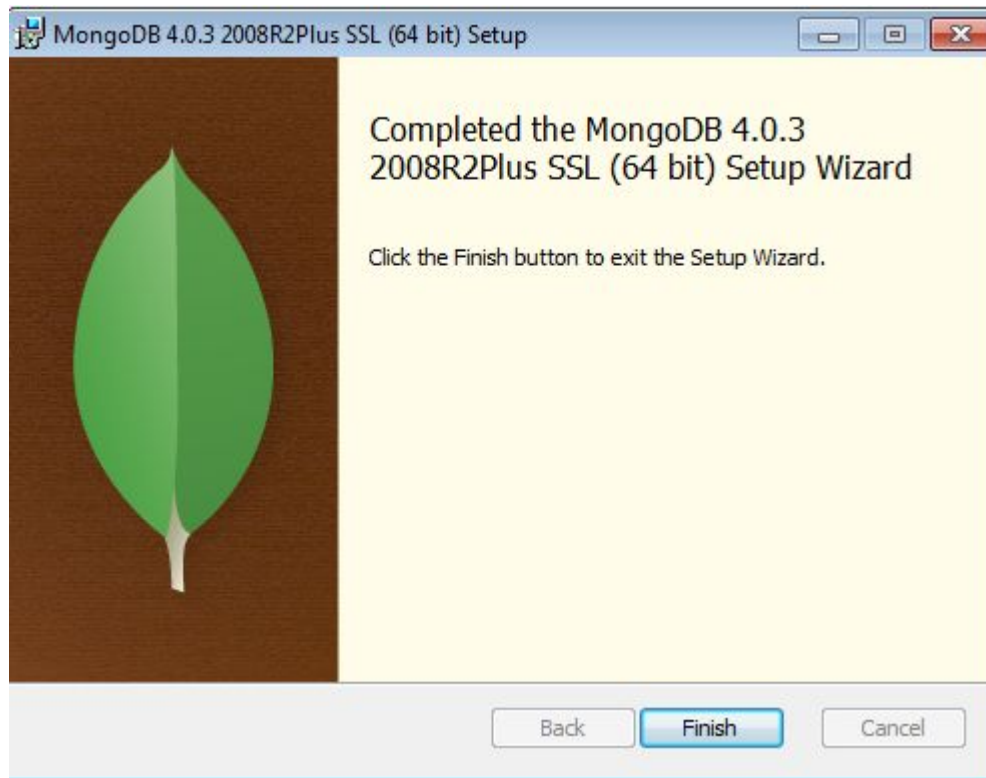 MongoDB 4.0.3 2008R2Plus SSL (64 bit) Setup
Completed the MongoDB 4.0.3
2008R2Plus SSL (64 bit) Setup Wizard
Click the Finish button to exit the Setup Wizard.
Back Finish Cancel